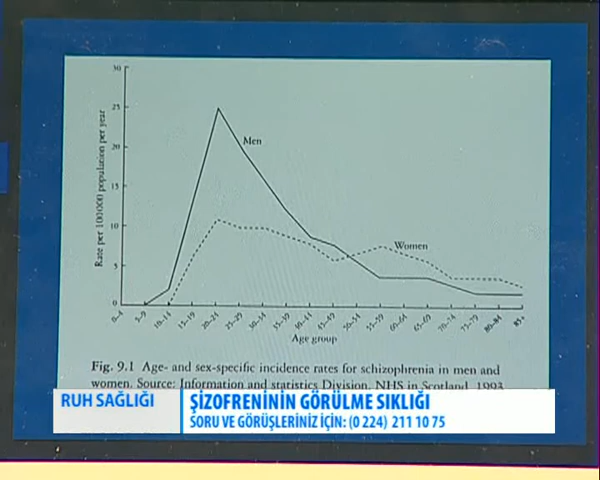 30
25
20
15
10
5
0
Rate per 100000 population per year
Men
Women
0–4
5–9
10–14
15–19
20–24
25–29
30–34
35–39
40–44
45–49
50–54
55–59
60–64
65–69
70–74
75–79
80–84
85+
Age group
Fig. 9.1 Age- and sex-specific incidence rates for schizophrenia in men and
women. Source: Information and statistics Division, NHS in Scotland, 1993
RUH SAĞLIĞI
ŞİZOFRENİNİN GÖRÜLME SIKLIĞI
SORU VE GÖRÜŞLERİNİZ İÇİN: (0 224) 211 10 75